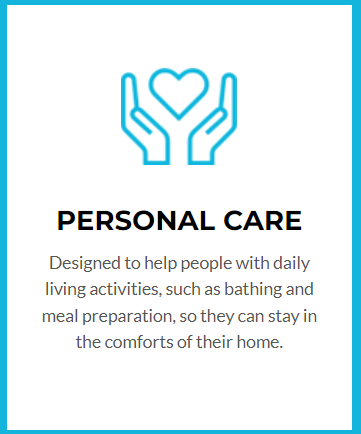 PERSONAL CARE
Designed to help people with daily
living activities, such as bathing and
meal preparation, so they can stay in
the comforts of their home.